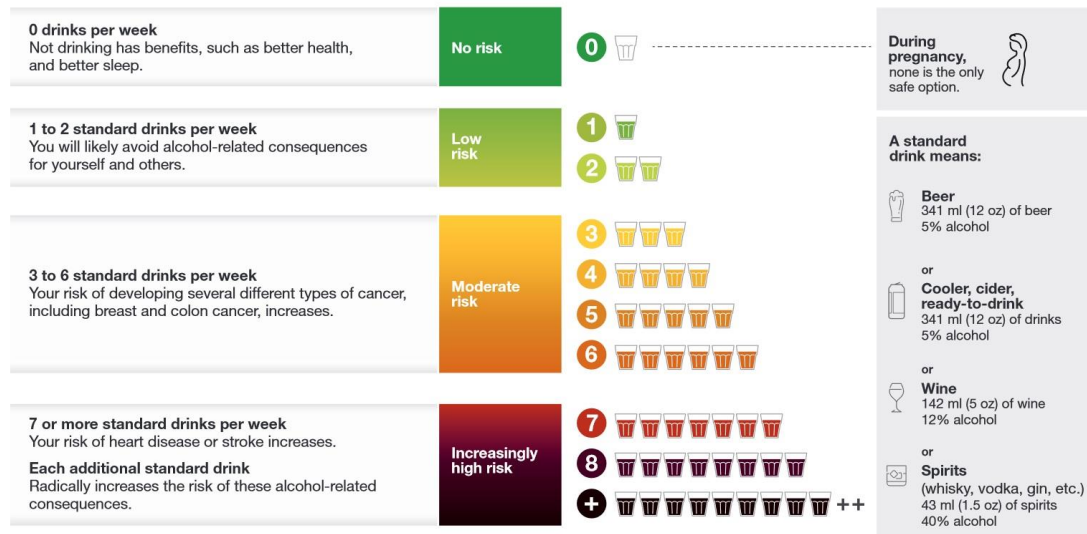 0 drinks per week
Not drinking has benefits, such as better health,
and better sleep.
No risk
0
During
pregnancy,
none is the only
safe option.
1 to 2 standard drinks per week
You will likely avoid alcohol-related consequences
for yourself and others.
Low
risk
1
2
3 to 6 standard drinks per week
Your risk of developing several different types of cancer,
including breast and colon cancer, increases.
Moderate
risk
3
4
5
6
7 or more standard drinks per week
Your risk of heart disease or stroke increases.
Each additional standard drink
Radically increases the risk of these alcohol-related
consequences.
Increasingly
high risk
7
8
+
++
A standard
drink means:
Beer
341 ml (12 oz) of beer
5% alcohol
or
Cooler, cider,
ready-to-drink
341 ml (12 oz) of drinks
5% alcohol
or
Wine
142 ml (5 oz) of wine
12% alcohol
or
Spirits
(whisky, vodka, gin, etc.)
43 ml (1.5 oz) of spirits
40% alcohol